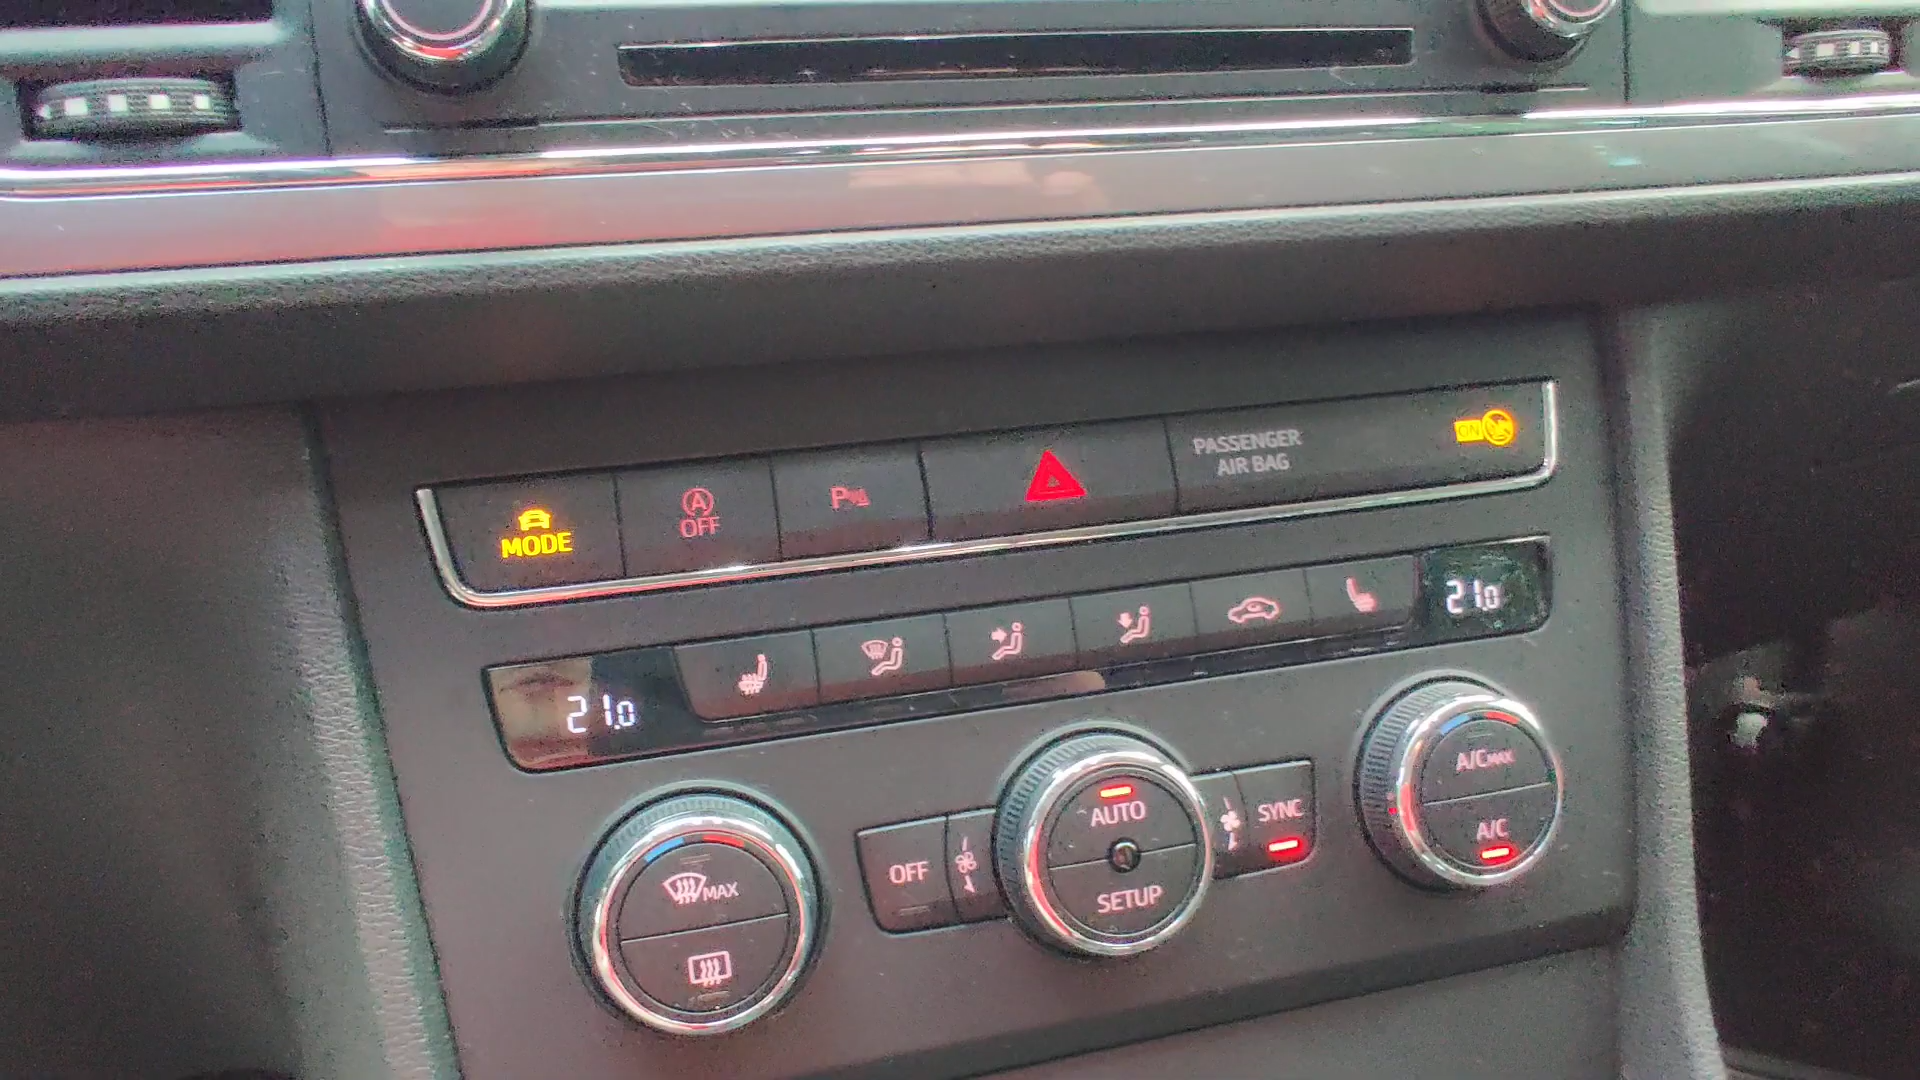 MODE
A
OFF
P
PASSENGER
AIR BAG
ON
21.0
21.0
MAX
OFF
AUTO
SETUP
SYNC
A/C MAX
A/C